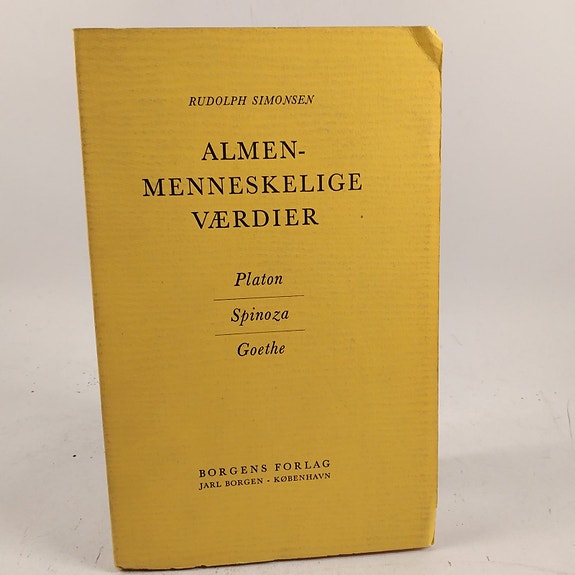 RUDOLPH SIMONSEN
ALMEN-
MENNESKELIGE
VÆRDIER
Platon
Spinoza
Goethe
BORGENS FORLAG
JARL BORGEN - KØBENHAVN